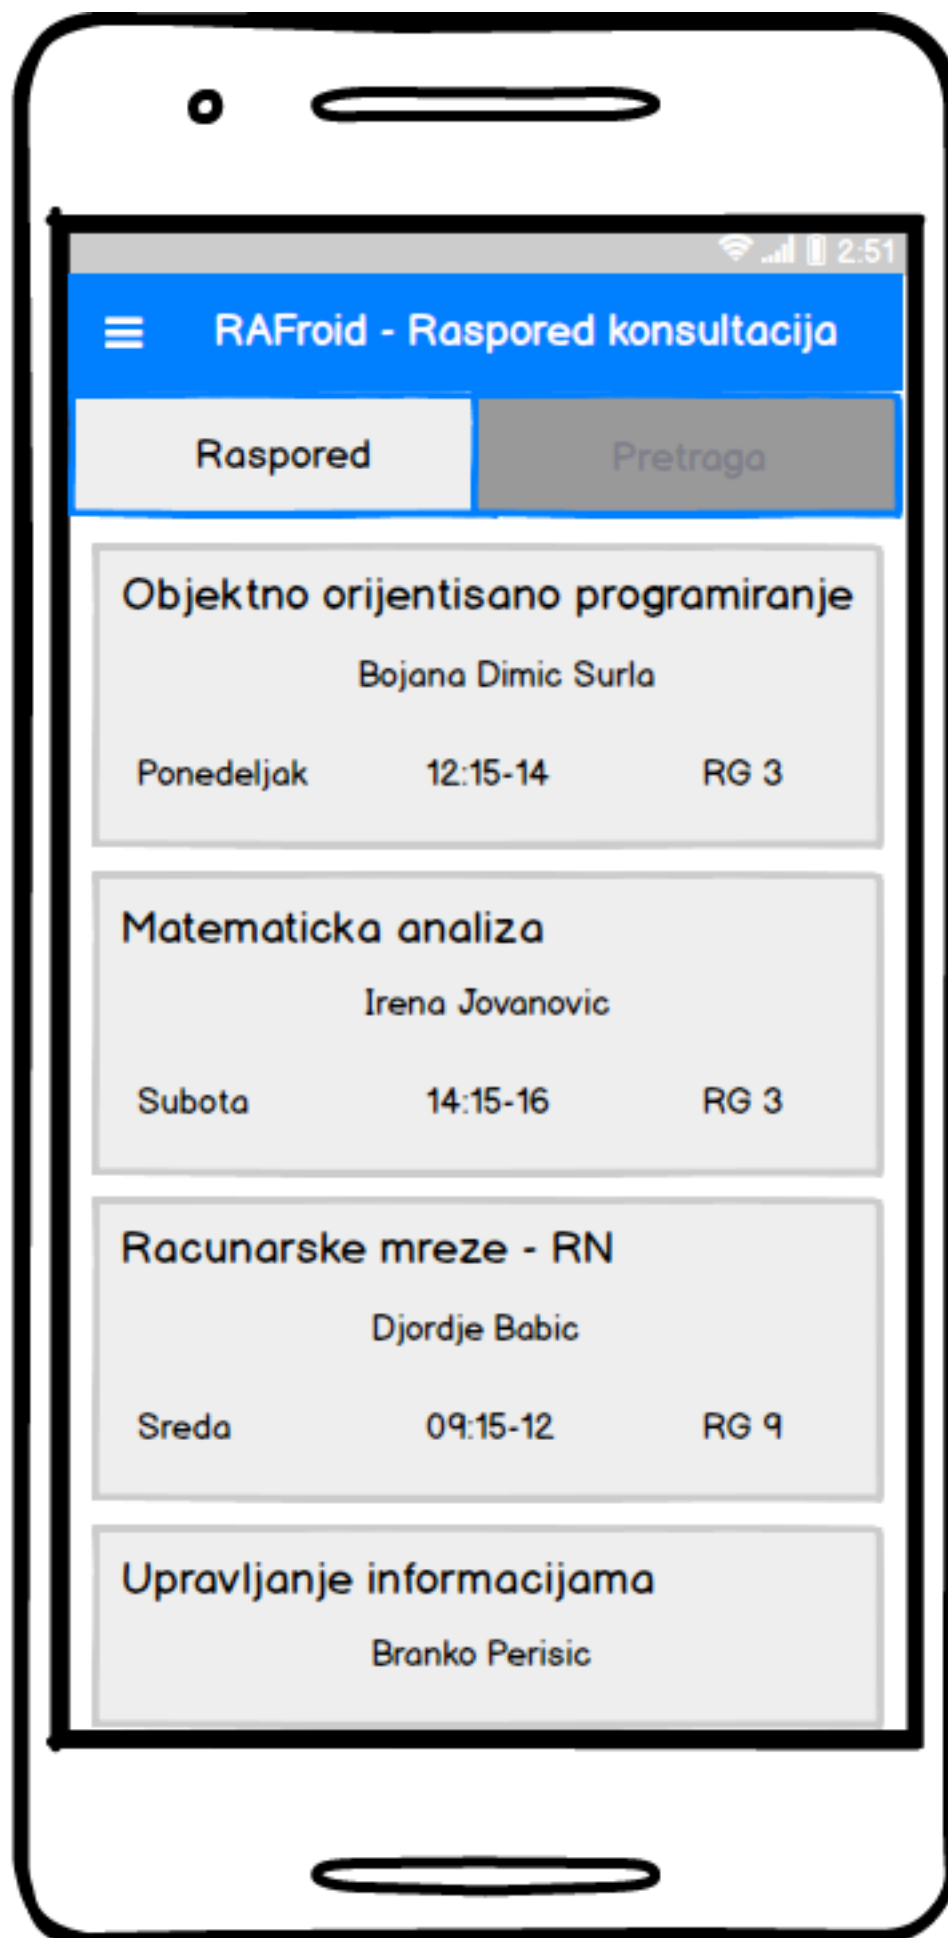 2:51
RAFroid - Raspored konsultacija
Raspored Pretraga
Objektno orijentisano programiranje
Bojana Dimic Surla
Ponedeljak 12:15-14 RG 3
Matematicka analiza
Irena Jovanovic
Subota 14:15-16 RG 3
Racunarske mreze - RN
Djordje Babic
Sreda 09:15-12 RG 9
Upravljanje informacijama
Branko Perisic